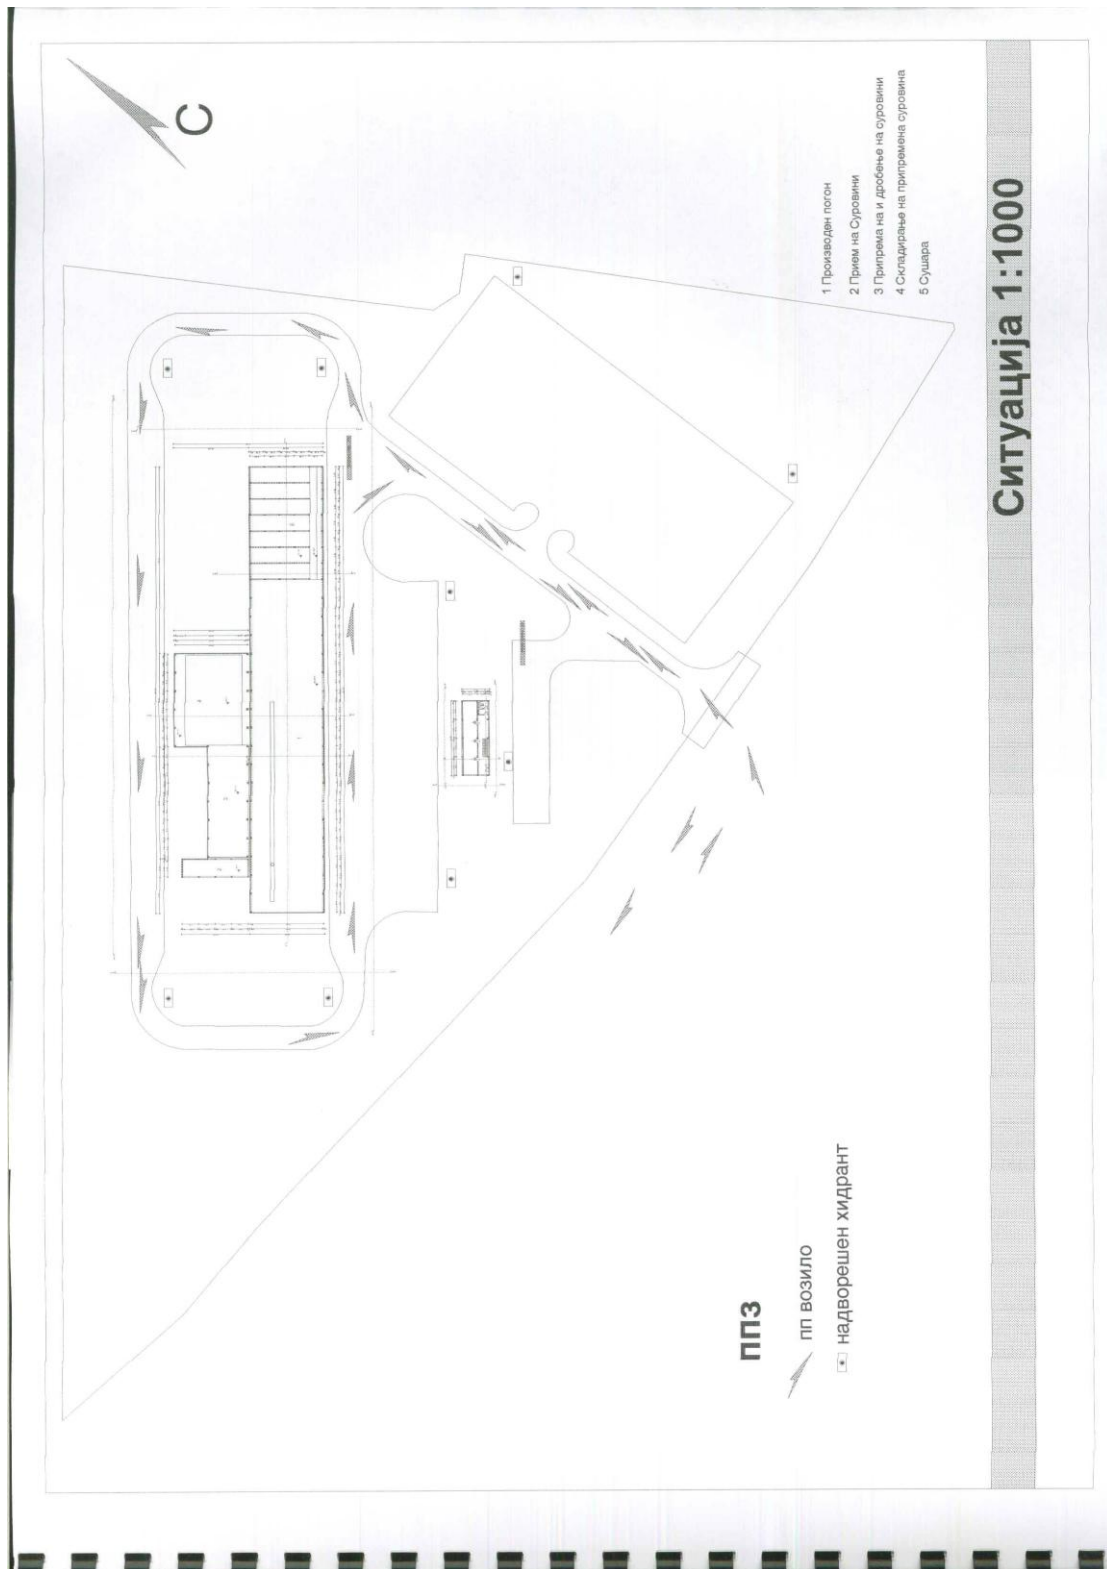 С
1 Производен погон
2 Прием на Суровини
3 Припрема на и дробење на суровини
4 Складирање на припремена суровина
5 Сушара
ппз
пп возило
надворешен хидрант
Ситуација 1:1000